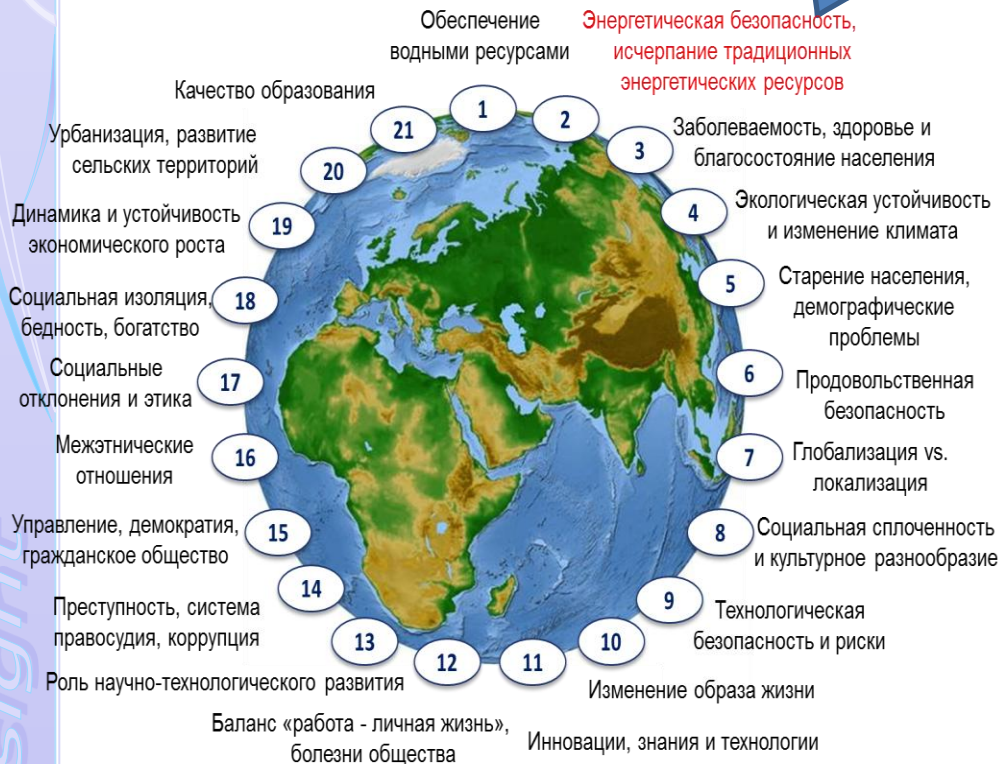 1
Обеспечение
водными ресурсами
2
Энергетическая безопасность,
исчерпание традиционных
энергетических ресурсов
3
Заболеваемость, здоровье и
благосостояние населения
4
Экологическая устойчивость
и изменение климата
5
Старение населения,
демографические
проблемы
6
Продовольственная
безопасность
7
Глобализация vs.
локализация
8
Социальная сплоченность
и культурное разнообразие
9
Технологическая
безопасность и риски
10
Изменение образа жизни
11
Инновации, знания и технологии
12
Баланс «работа - личная жизнь»,
болезни общества
13
Роль научно-технологического развития
14
Преступность, система
правосудия, коррупция
15
Управление, демократия,
гражданское общество
16
Межэтнические
отношения
17
Социальные
отклонения и этика
18
Социальная изоляция,
бедность, богатство
19
Динамика и устойчивость
экономического роста
20
Урбанизация, развитие
сельских территорий
21
Качество образования